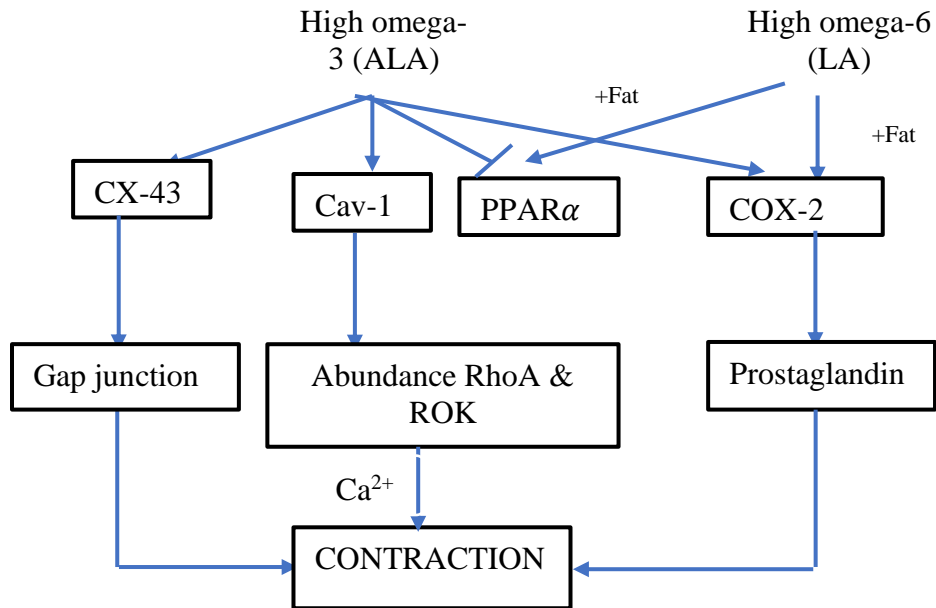 High omega-
3 (ALA)
High omega-6
(LA)
+Fat
+Fat
CX-43
Cav-1
PPARα
COX-2
Gap junction
Abundance RhoA &
ROK
Prostaglandin
Ca²⁺
CONTRACTION